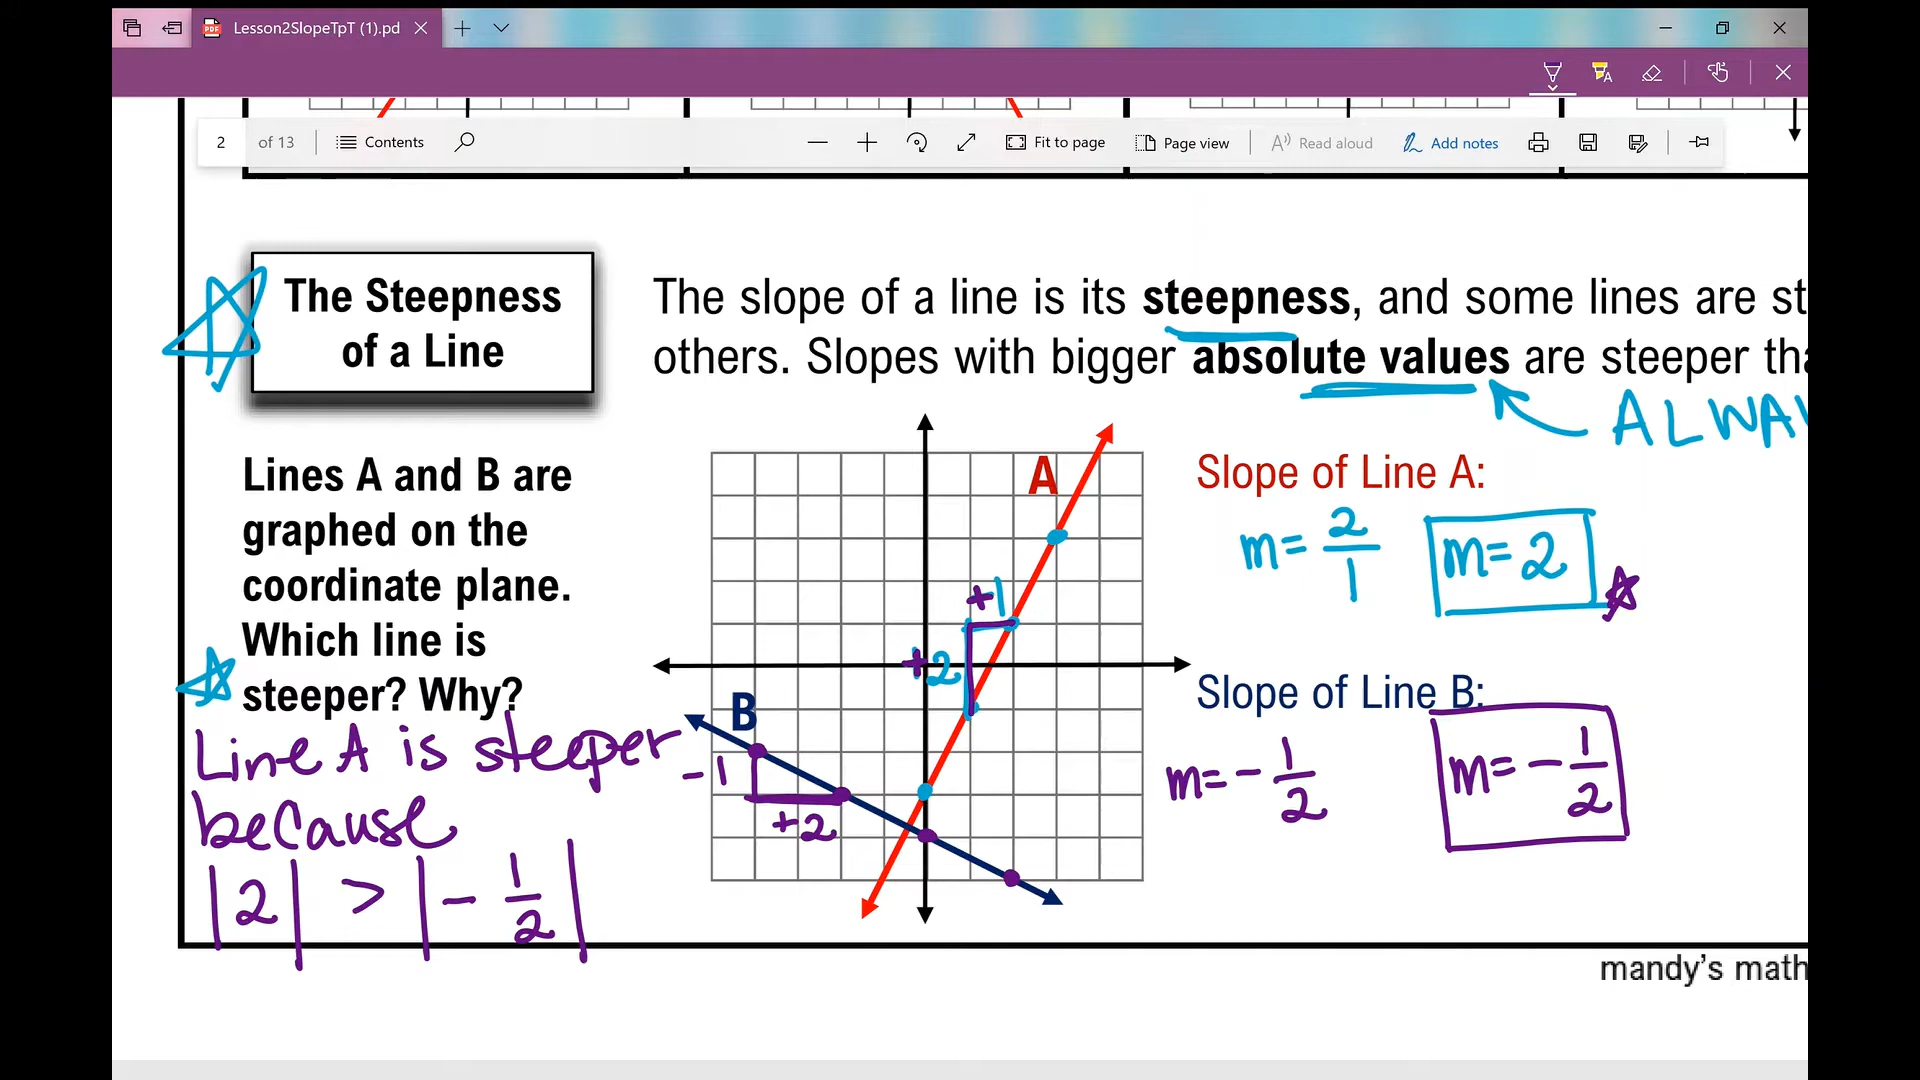 Lesson2SlopeTpT (1).pd
2 of 13 Contents Fit to page Page view Read aloud Add notes
The Steepness
of a Line
The slope of a line is its steepness, and some lines are st
others. Slopes with bigger absolute values are steeper tha
ALWAY
Lines A and B are
graphed on the
coordinate plane.
Which line is
steeper? Why?
Line A is steeper
because
|2| > |-1/2|
A
+1
+2
B
-1
+2
Slope of Line A:
m= 2/1 m= 2
Slope of Line B:
m= -1/2 m= -1/2
mandy's math